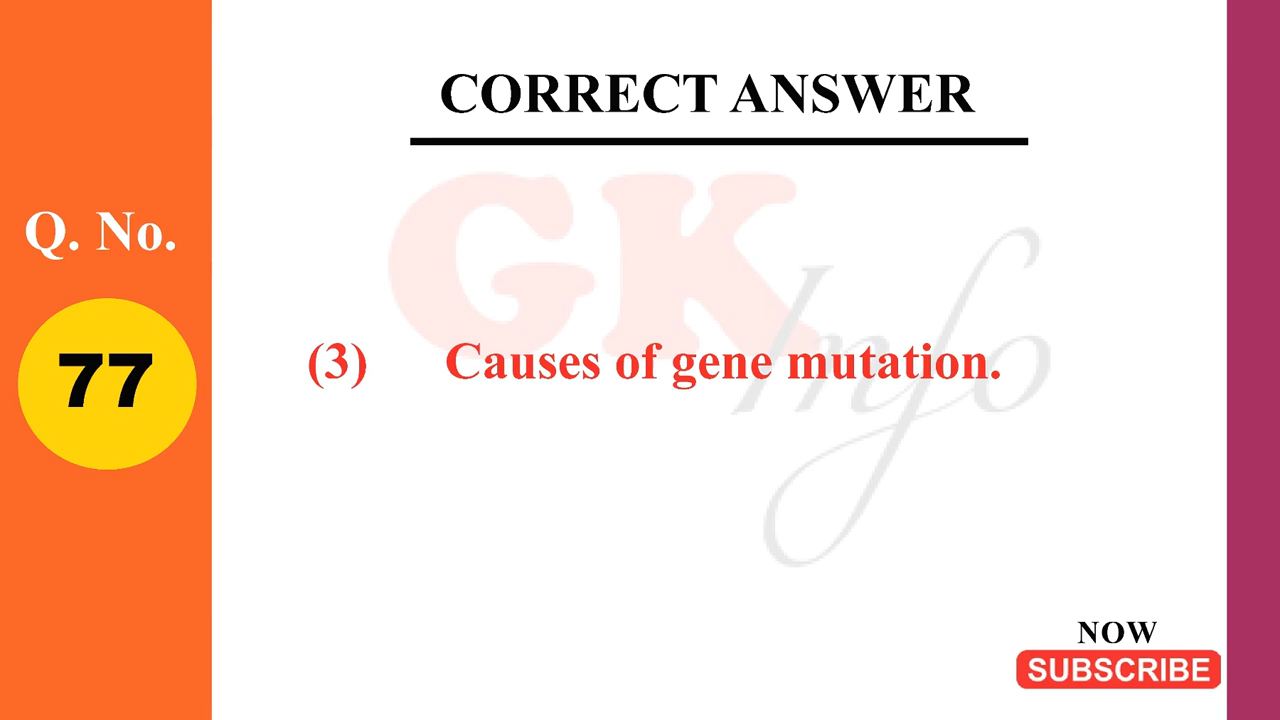 CORRECT ANSWER
Q. No.
77
GK Info
(3) Causes of gene mutation.
NOW
SUBSCRIBE